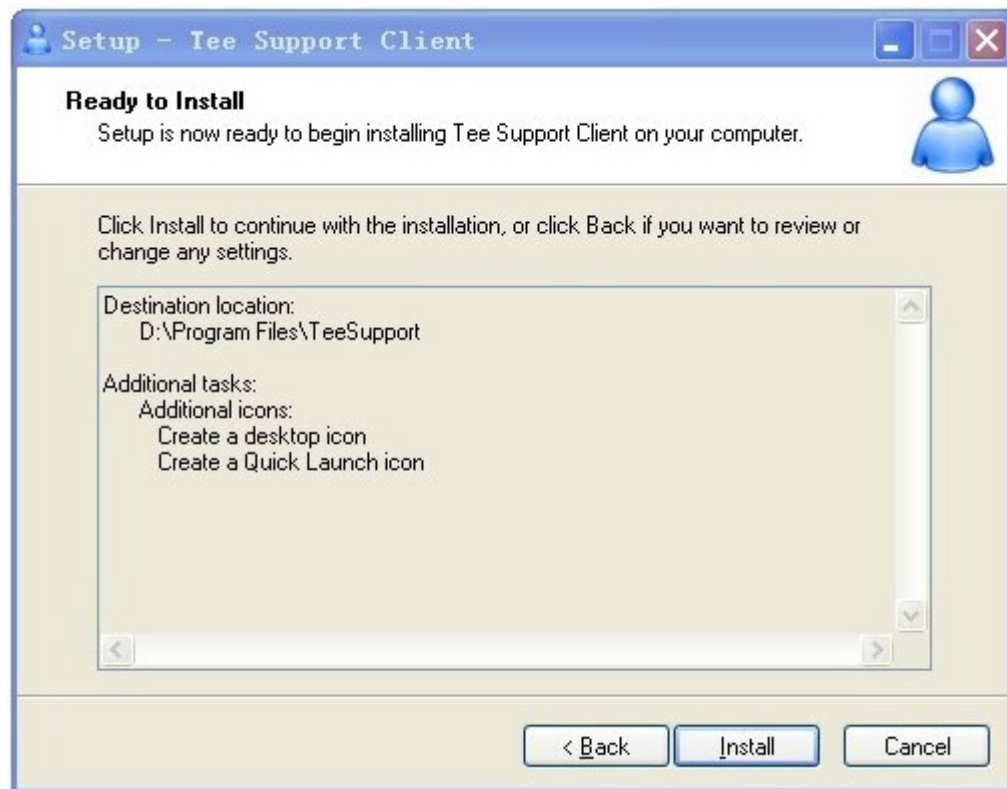 Setup - Tee Support Client
Ready to Install
Setup is now ready to begin installing Tee Support Client on your computer.
Click Install to continue with the installation, or click Back if you want to review or
change any settings.
Destination location:
D:\Program Files\TeeSupport
Additional tasks:
Additional icons:
Create a desktop icon
Create a Quick Launch icon
< Back
Install
Cancel